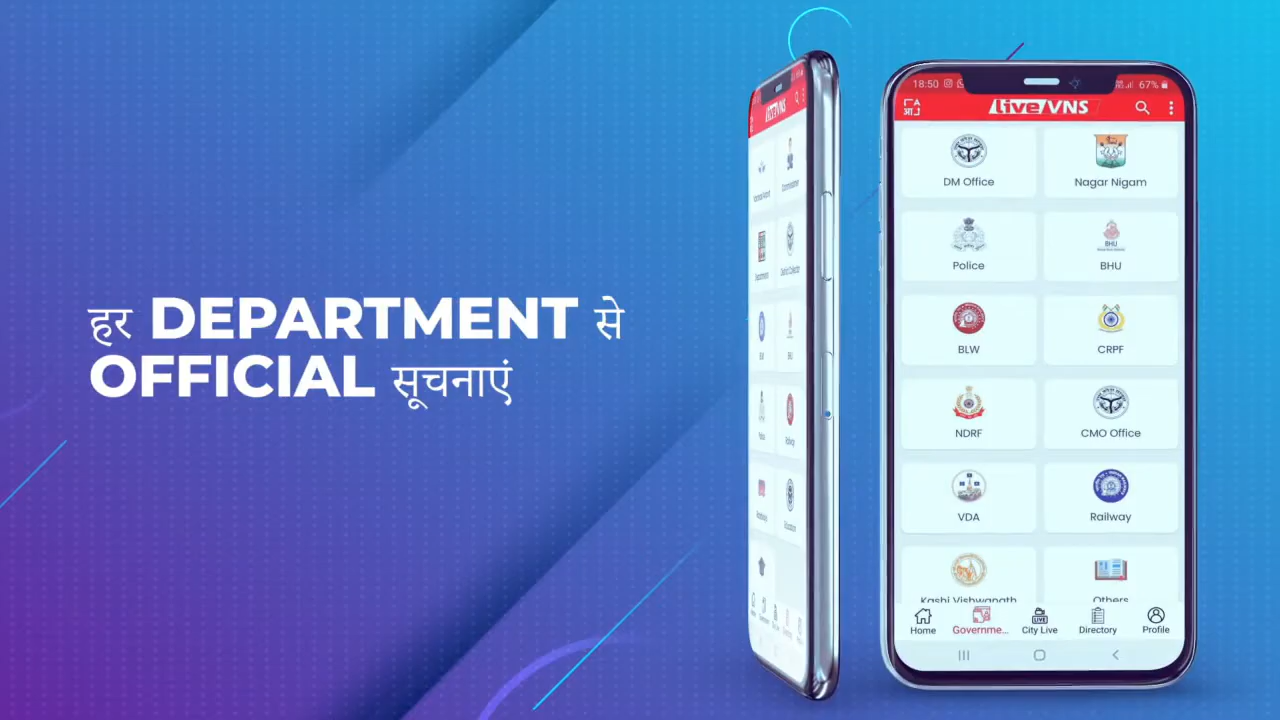 हर DEPARTMENT से
OFFICIAL सूचनाएं
18:50
67%
live VNS
DM Office
Nagar Nigam
Police
BHU
BHU
BLW
CRPF
NDRF
CMO Office
VDA
Railway
Kashi Vishwanath
Others
Home
Governme...
City Live
Directory
Profile